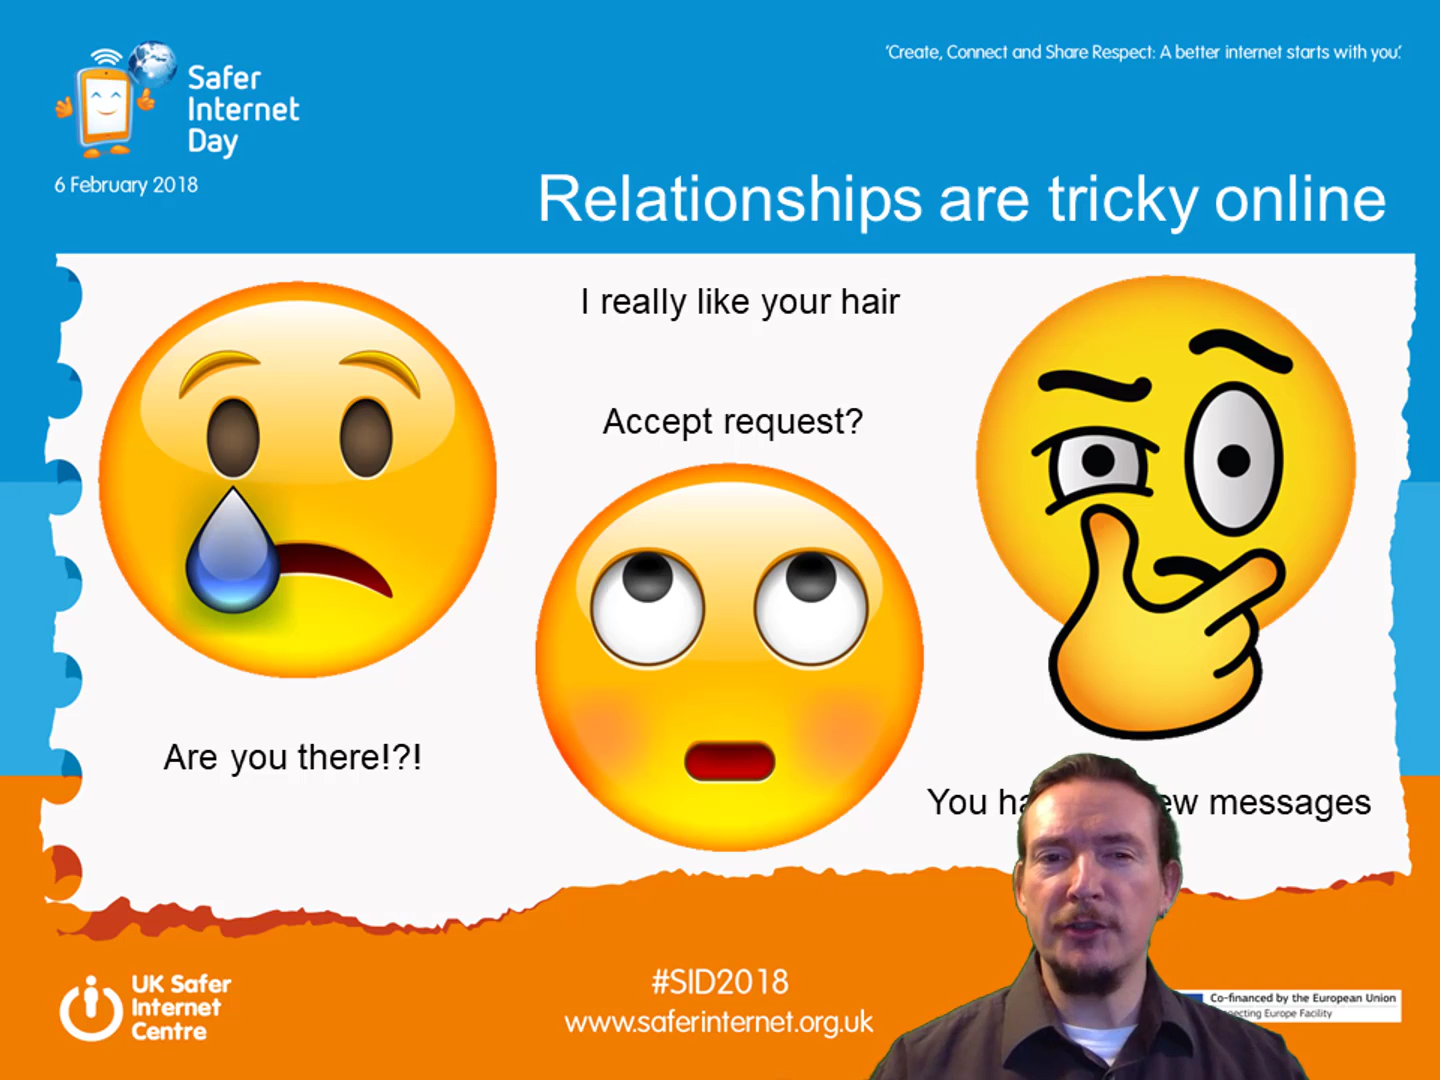 Safer
Internet
Day
6 February 2018
'Create, Connect and Share Respect: A better internet starts with you.'
Relationships are tricky online
I really like your hair
Accept request?
Are you there!?!
You messages
#SID2018
www.saferinternet.org.uk
UK Safer
Internet
Centre
Co-financed by the European Union
Europe Facility